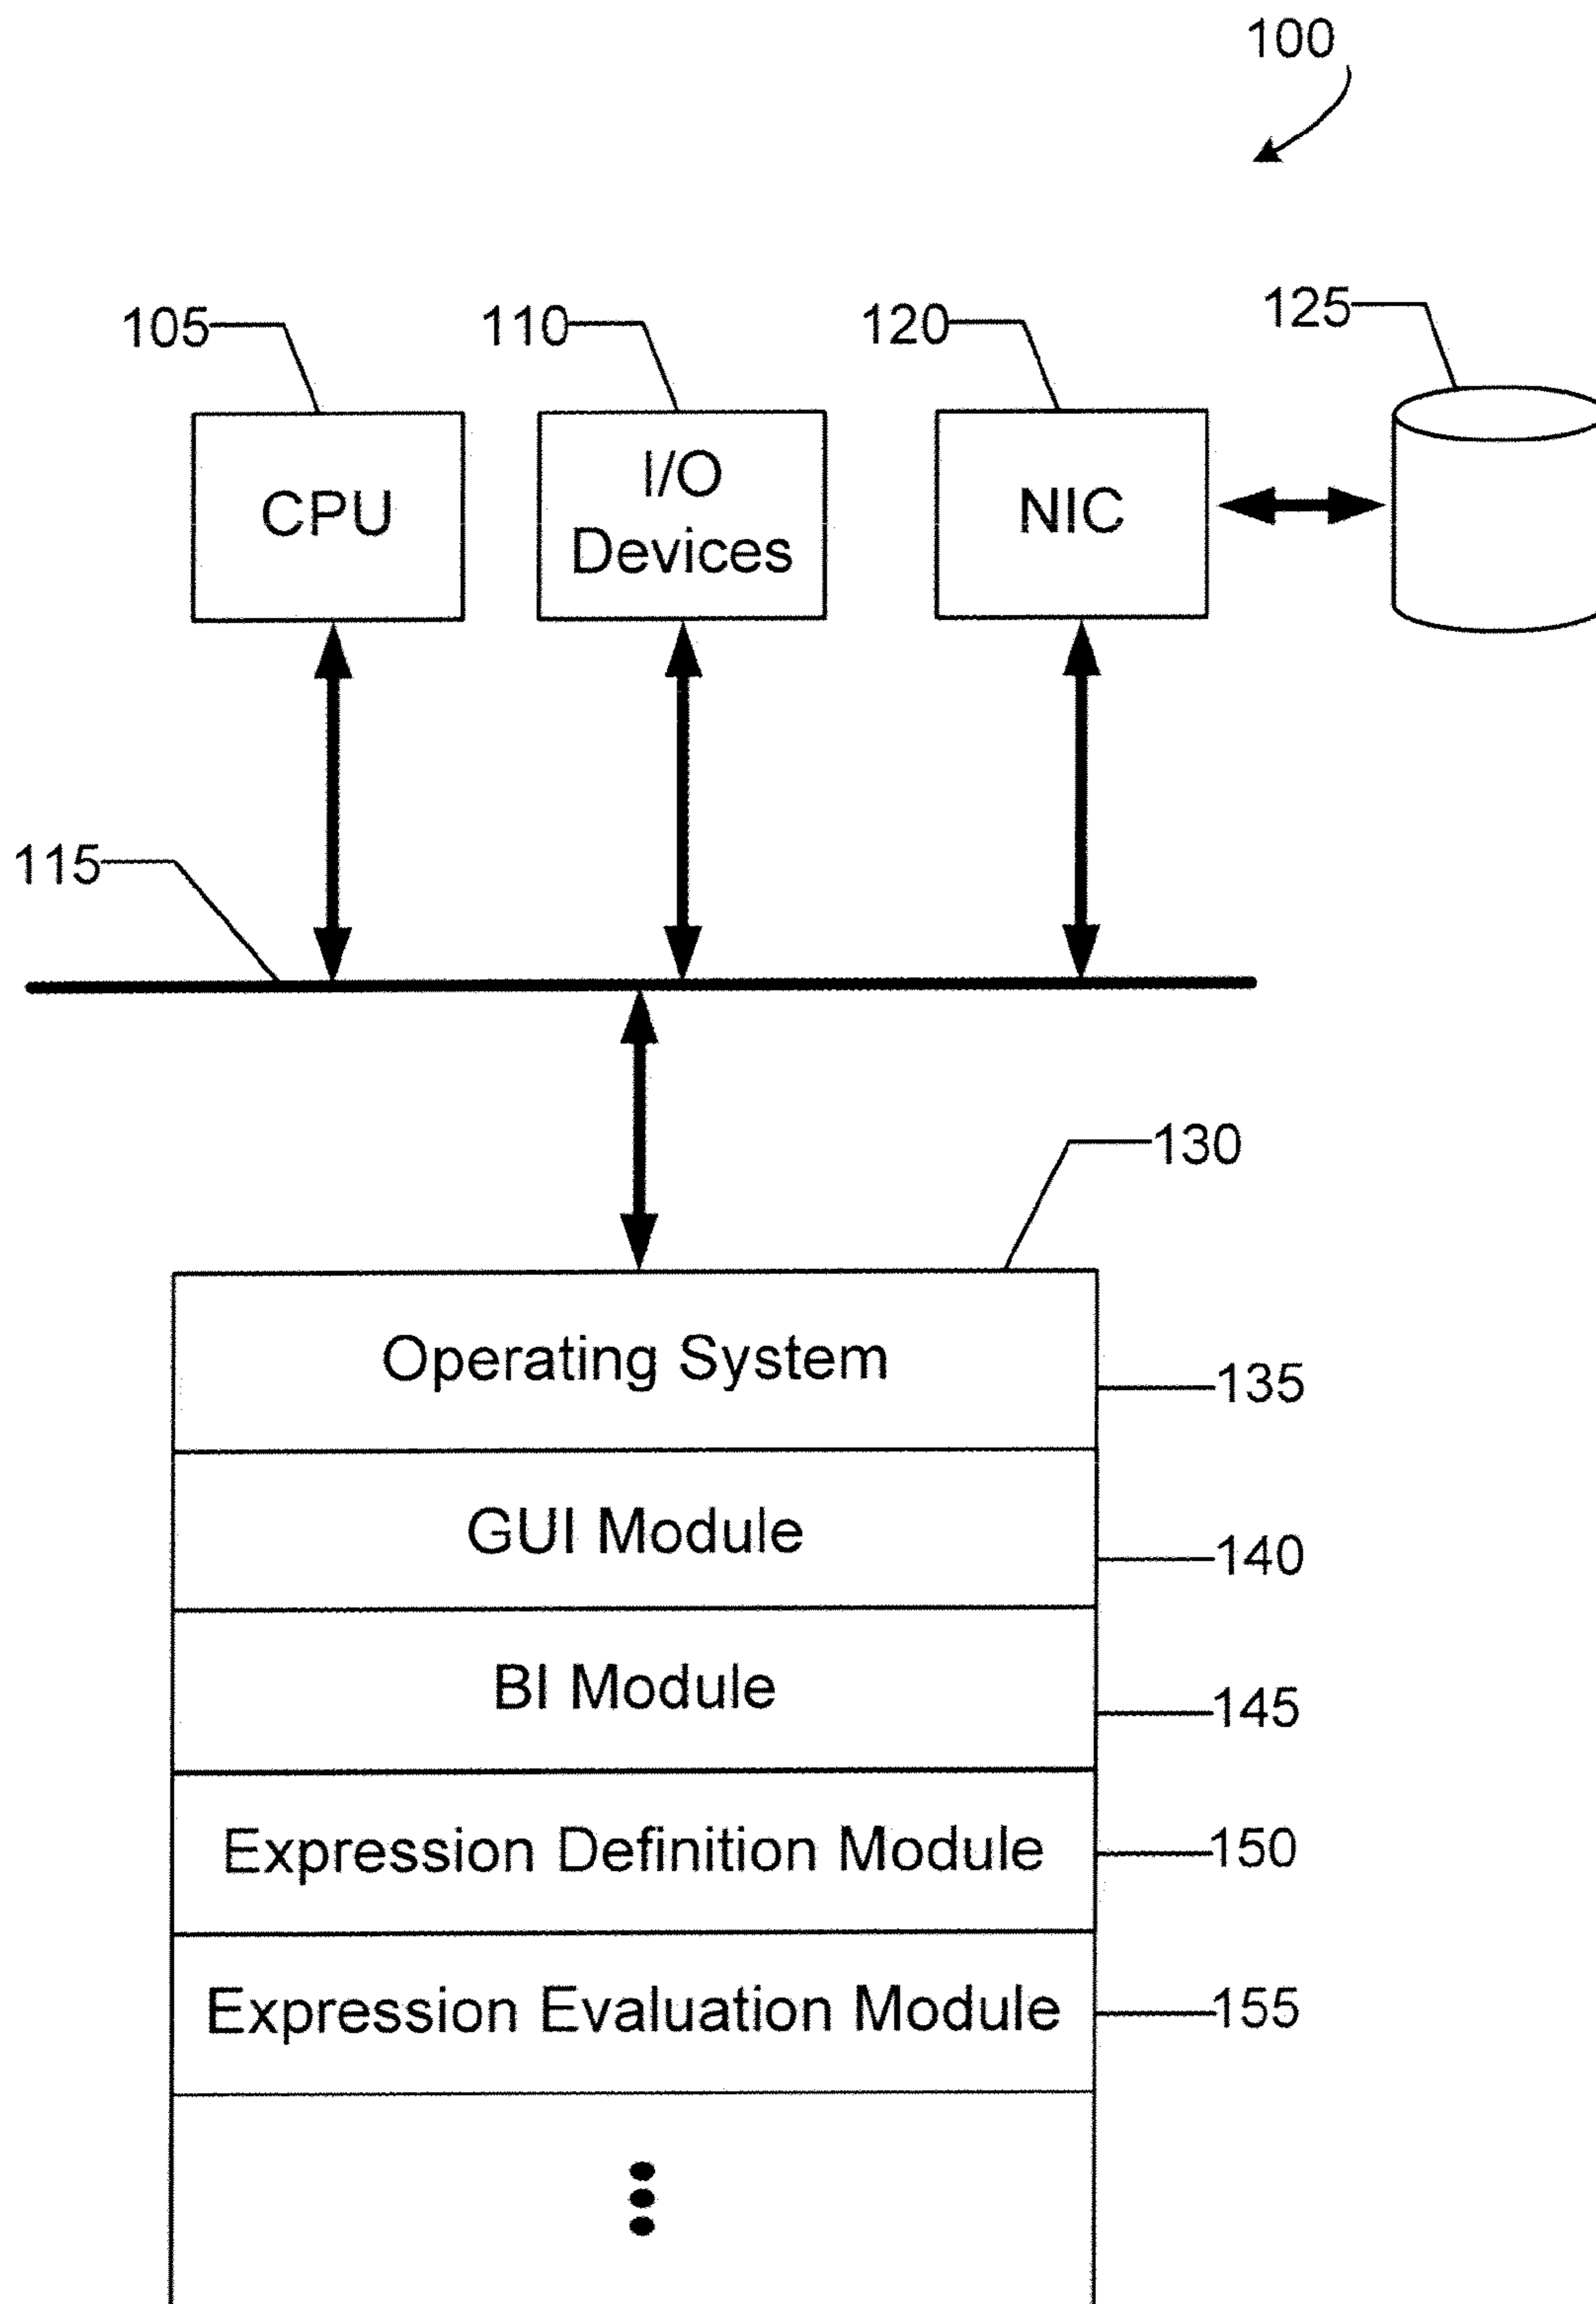 100
105
110
120
125
CPU
I/O
Devices
NIC
115
130
Operating System
135
GUI Module
140
BI Module
145
Expression Definition Module
150
Expression Evaluation Module
155